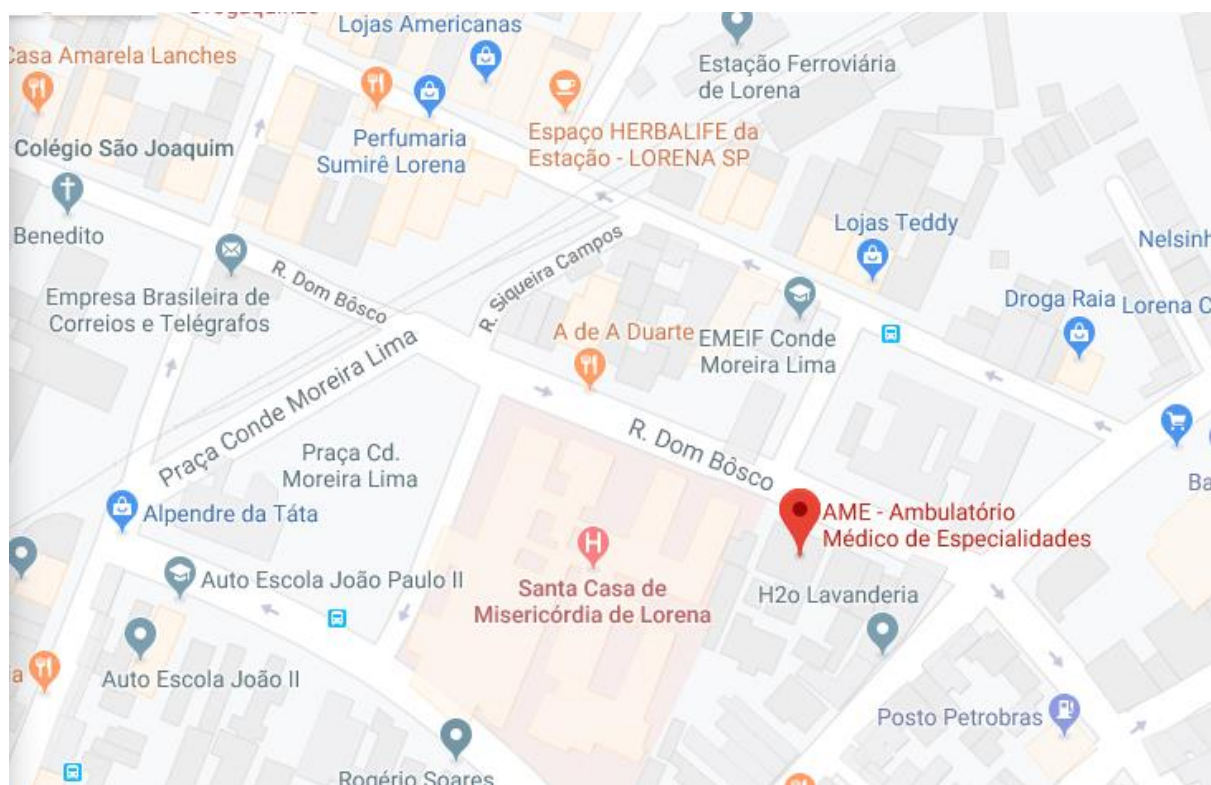 Lojas Americanas
Casa Amarela Lanches
Estação Ferroviária
de Lorena
Perfumaria
Sumirê Lorena
Espaço HERBALIFE da
Estação - LORENA SP
Colégio São Joaquim
Benedito
Lojas Teddy
Nelsinh
R. Dom Bôsco
R. Siqueira Campos
Empresa Brasileira de
Correios e Telégrafos
Droga Raia
Lorena C
A de A Duarte
EMEIF Conde
Moreira Lima
Praça Conde Moreira Lima
R. Dom Bôsco
Praça Cd.
Moreira Lima
Ba
Alpendre da Táta
AME - Ambulatório
Médico de Especialidades
H
Auto Escola João Paulo II
Santa Casa de
Misericórdia de Lorena
H2o Lavanderia
a
Auto Escola João II
Posto Petrobras
Rogério Soares